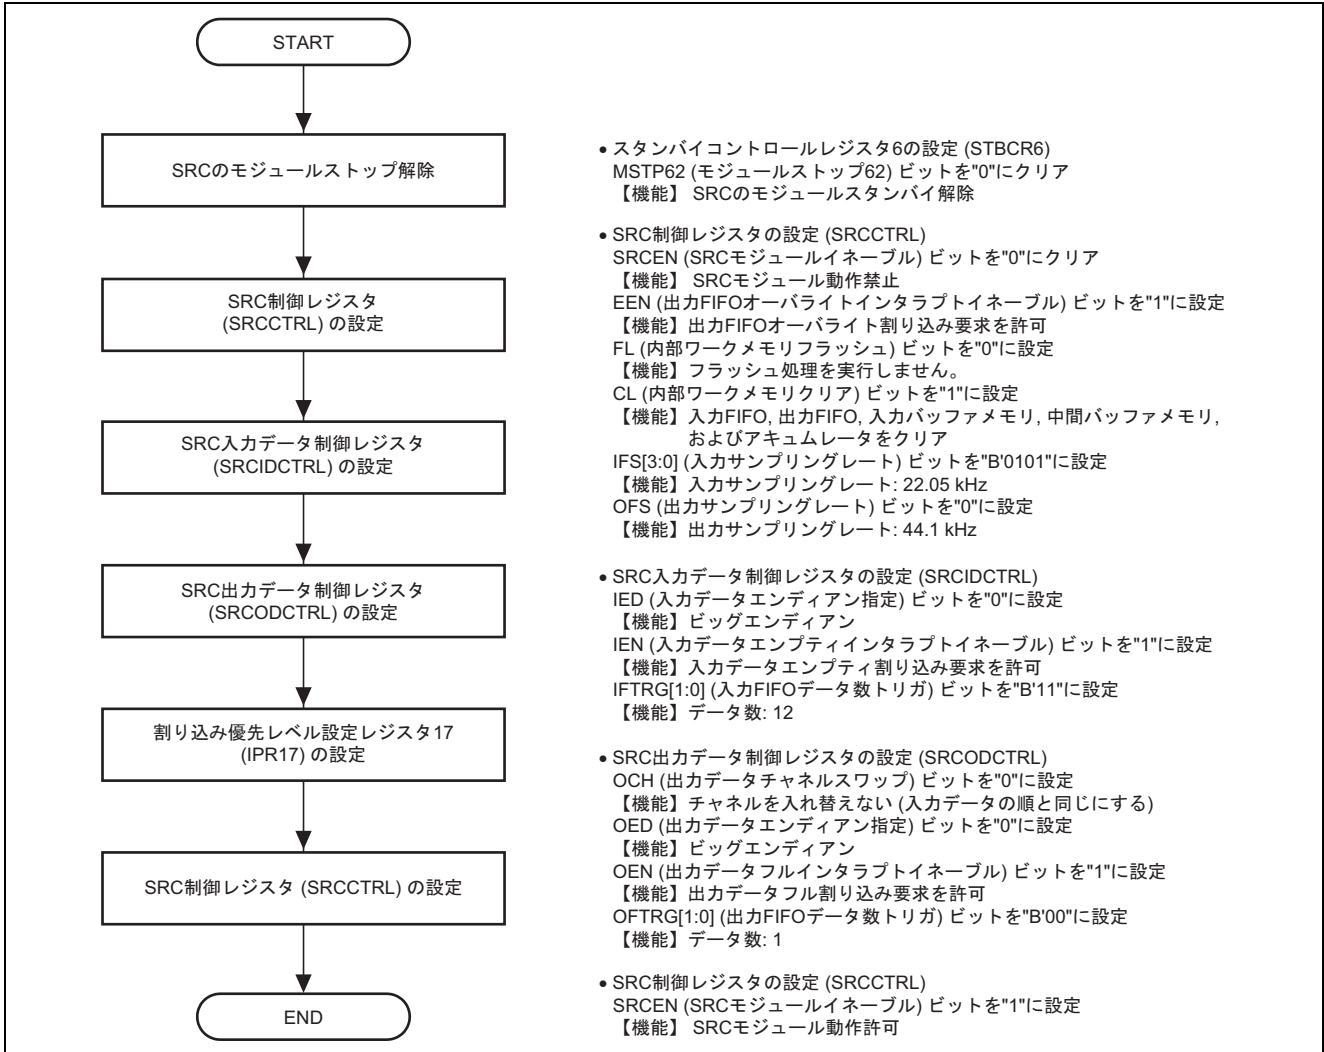 START
SRCのモジュールストップ解除
SRC制御レジスタ
(SRCCTRL) の設定
SRC入力データ制御レジスタ
(SRCIDCTRL) の設定
SRC出力データ制御レジスタ
(SRCODCTRL) の設定
割り込み優先レベル設定レジスタ17
(IPR17) の設定
SRC制御レジスタ (SRCCTRL) の設定
END
● スタンバイコントロールレジスタ6の設定 (STBCR6)
MSTP62 (モジュールストップ62) ビットを"0"にクリア
【機能】 SRCのモジュールスタンバイ解除
● SRC制御レジスタの設定 (SRCCTRL)
SRCEN (SRCモジュールイネーブル) ビットを"0"にクリア
【機能】 SRCモジュール動作禁止
EEN (出力FIFOオーバライトインタラプトイネーブル) ビットを"1"に設定
【機能】出力FIFOオーバライト割り込み要求を許可
FL (内部ワークメモリフラッシュ) ビットを"0"に設定
【機能】フラッシュ処理を実行しません。
CL (内部ワークメモリクリア) ビットを"1"に設定
【機能】入力FIFO, 出力FIFO, 入力バッファメモリ, 中間バッファメモリ,
およびアキュムレータをクリア
IFS[3:0] (入力サンプリングレート) ビットを"B'0101"に設定
【機能】入力サンプリングレート: 22.05 kHz
OFS (出力サンプリングレート) ビットを"0"に設定
【機能】出力サンプリングレート: 44.1 kHz
● SRC入力データ制御レジスタの設定 (SRCIDCTRL)
IED (入力データエンディアン指定) ビットを"0"に設定
【機能】ビッグエンディアン
IEN (入力データエンプティインタラプトイネーブル) ビットを"1"に設定
【機能】入力データエンプティ割り込み要求を許可
IFTRG[1:0] (入力FIFOデータ数トリガ) ビットを"B'11"に設定
【機能】データ数: 12
● SRC出力データ制御レジスタの設定 (SRCODCTRL)
OCH (出力データチャネルスワップ) ビットを"0"に設定
【機能】チャネルを入れ替えない (入力データの順と同じにする)
OED (出力データエンディアン指定) ビットを"0"に設定
【機能】ビッグエンディアン
OEN (出力データフルインタラプトイネーブル) ビットを"1"に設定
【機能】出力データフル割り込み要求を許可
OFTRG[1:0] (出力FIFOデータ数トリガ) ビットを"B'00"に設定
【機能】データ数: 1
● SRC制御レジスタの設定 (SRCCTRL)
SRCEN (SRCモジュールイネーブル) ビットを"1"に設定
【機能】 SRCモジュール動作許可